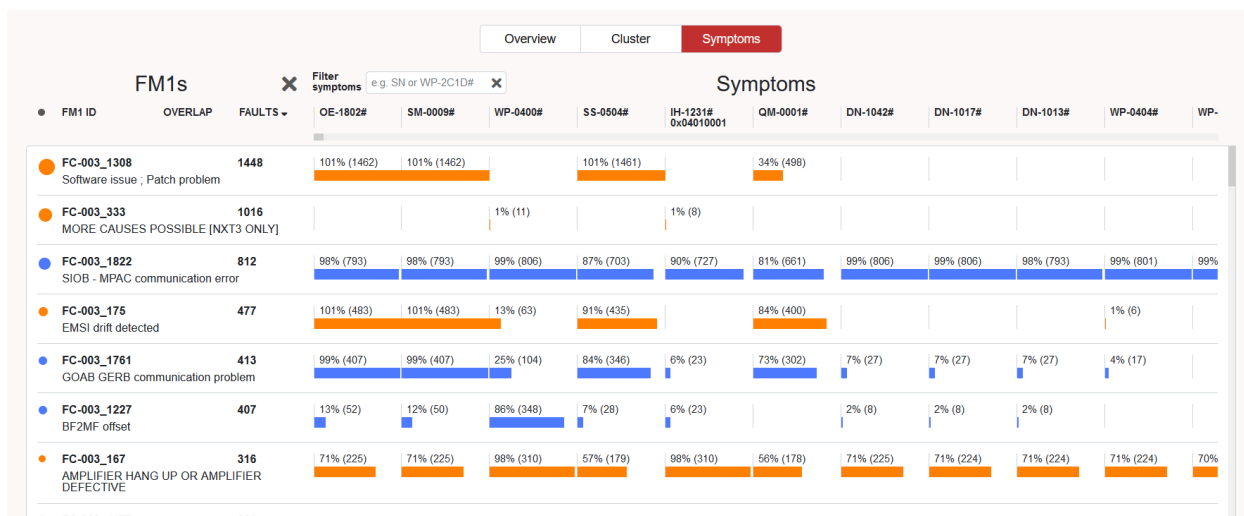 Overview Cluster Symptoms
FM1s Filter symptoms e.g. SN or WP-2C1D# Symptoms
FM1 ID OVERLAP FAULTS OE-1802# SM-0009# WP-0400# SS-0504# IH-1231# 0x04010001 QM-0001# DN-1042# DN-1017# DN-1013# WP-0404# WP-
FC-003_1308 1448 101% (1462) 101% (1462) 101% (1461) 34% (498)
Software issue ; Patch problem
FC-003_333 1016 1% (11) 1% (8)
MORE CAUSES POSSIBLE [NXT3 ONLY]
FC-003_1822 812 98% (793) 98% (793) 99% (806) 87% (703) 90% (727) 81% (661) 99% (806) 99% (806) 98% (793) 99% (801) 99%
SIOB - MPAC communication error
FC-003_175 477 101% (483) 101% (483) 13% (63) 91% (435) 84% (400) 1% (6)
EMSI drift detected
FC-003_1761 413 99% (407) 99% (407) 25% (104) 84% (346) 6% (23) 73% (302) 7% (27) 7% (27) 7% (27) 4% (17)
GOAB GERB communication problem
FC-003_1227 407 13% (52) 12% (50) 86% (348) 7% (28) 6% (23) 2% (8) 2% (8) 2% (8)
BF2MF offset
FC-003_167 316 71% (225) 71% (225) 98% (310) 57% (179) 98% (310) 56% (178) 71% (225) 71% (224) 71% (224) 71% (224) 70%
AMPLIFIER HANG UP OR AMPLIFIER
DEFECTIVE